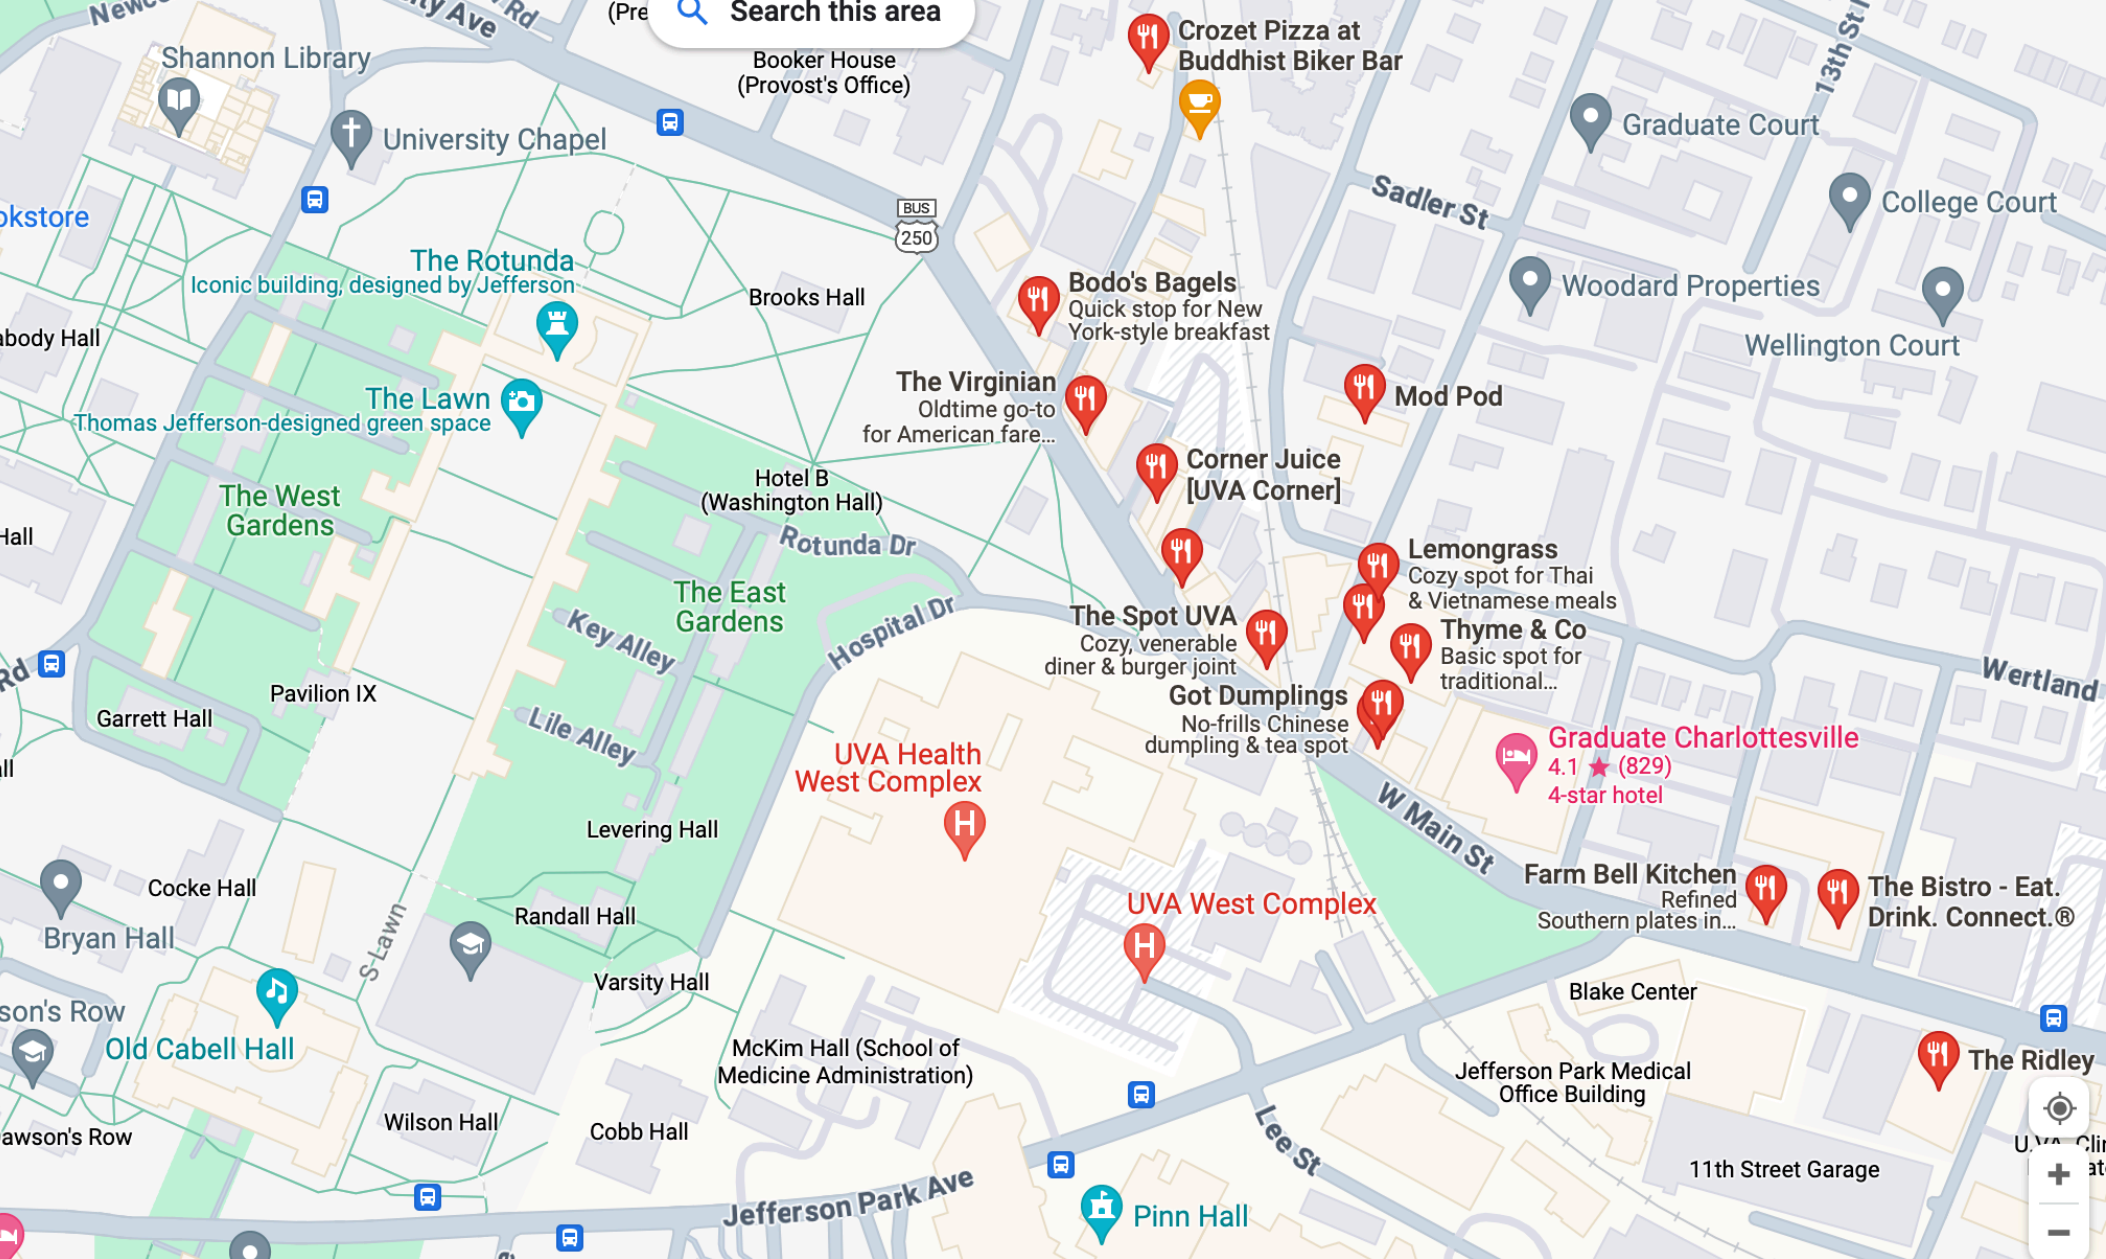 Search this area
(Pre
Rd
Shannon Library
University Chapel
Booker House
(Provost's Office)
Crozet Pizza at
Buddhist Biker Bar
13th St
Graduate Court
College Court
Sadler St
Woodard Properties
Wellington Court
BUS
250
okstore
The Rotunda
Iconic building, designed by Jefferson
Brooks Hall
Bodo's Bagels
Quick stop for New
York-style breakfast
abody Hall
The Lawn
Thomas Jefferson-designed green space
The Virginian
Oldtime go-to
for American fare...
Mod Pod
Corner Juice
[UVA Corner]
The West
Gardens
Hotel B
(Washington Hall)
Rotunda Dr
Hall
The East
Gardens
Key Alley
Hospital Dr
Lemongrass
Cozy spot for Thai
& Vietnamese meals
The Spot UVA
Cozy, venerable
diner & burger joint
Thyme & Co
Basic spot for
traditional...
Wertland
Rd
Pavilion IX
Garrett Hall
Lile Alley
Got Dumplings
No-frills Chinese
dumpling & tea spot
Graduate Charlottesville
4.1 ★ (829)
4-star hotel
UVA Health
West Complex
H
W Main St
Levering Hall
Cocke Hall
Bryan Hall
Randall Hall
S Lawn
Varsity Hall
UVA West Complex
H
Farm Bell Kitchen
Refined
Southern plates in...
The Bistro - Eat.
Drink. Connect.®
Blake Center
son's Row
Old Cabell Hall
McKim Hall (School of
Medicine Administration)
Jefferson Park Medical
Office Building
The Ridley
awson's Row
Wilson Hall
Cobb Hall
Lee St
11th Street Garage
Jefferson Park Ave
Pinn Hall